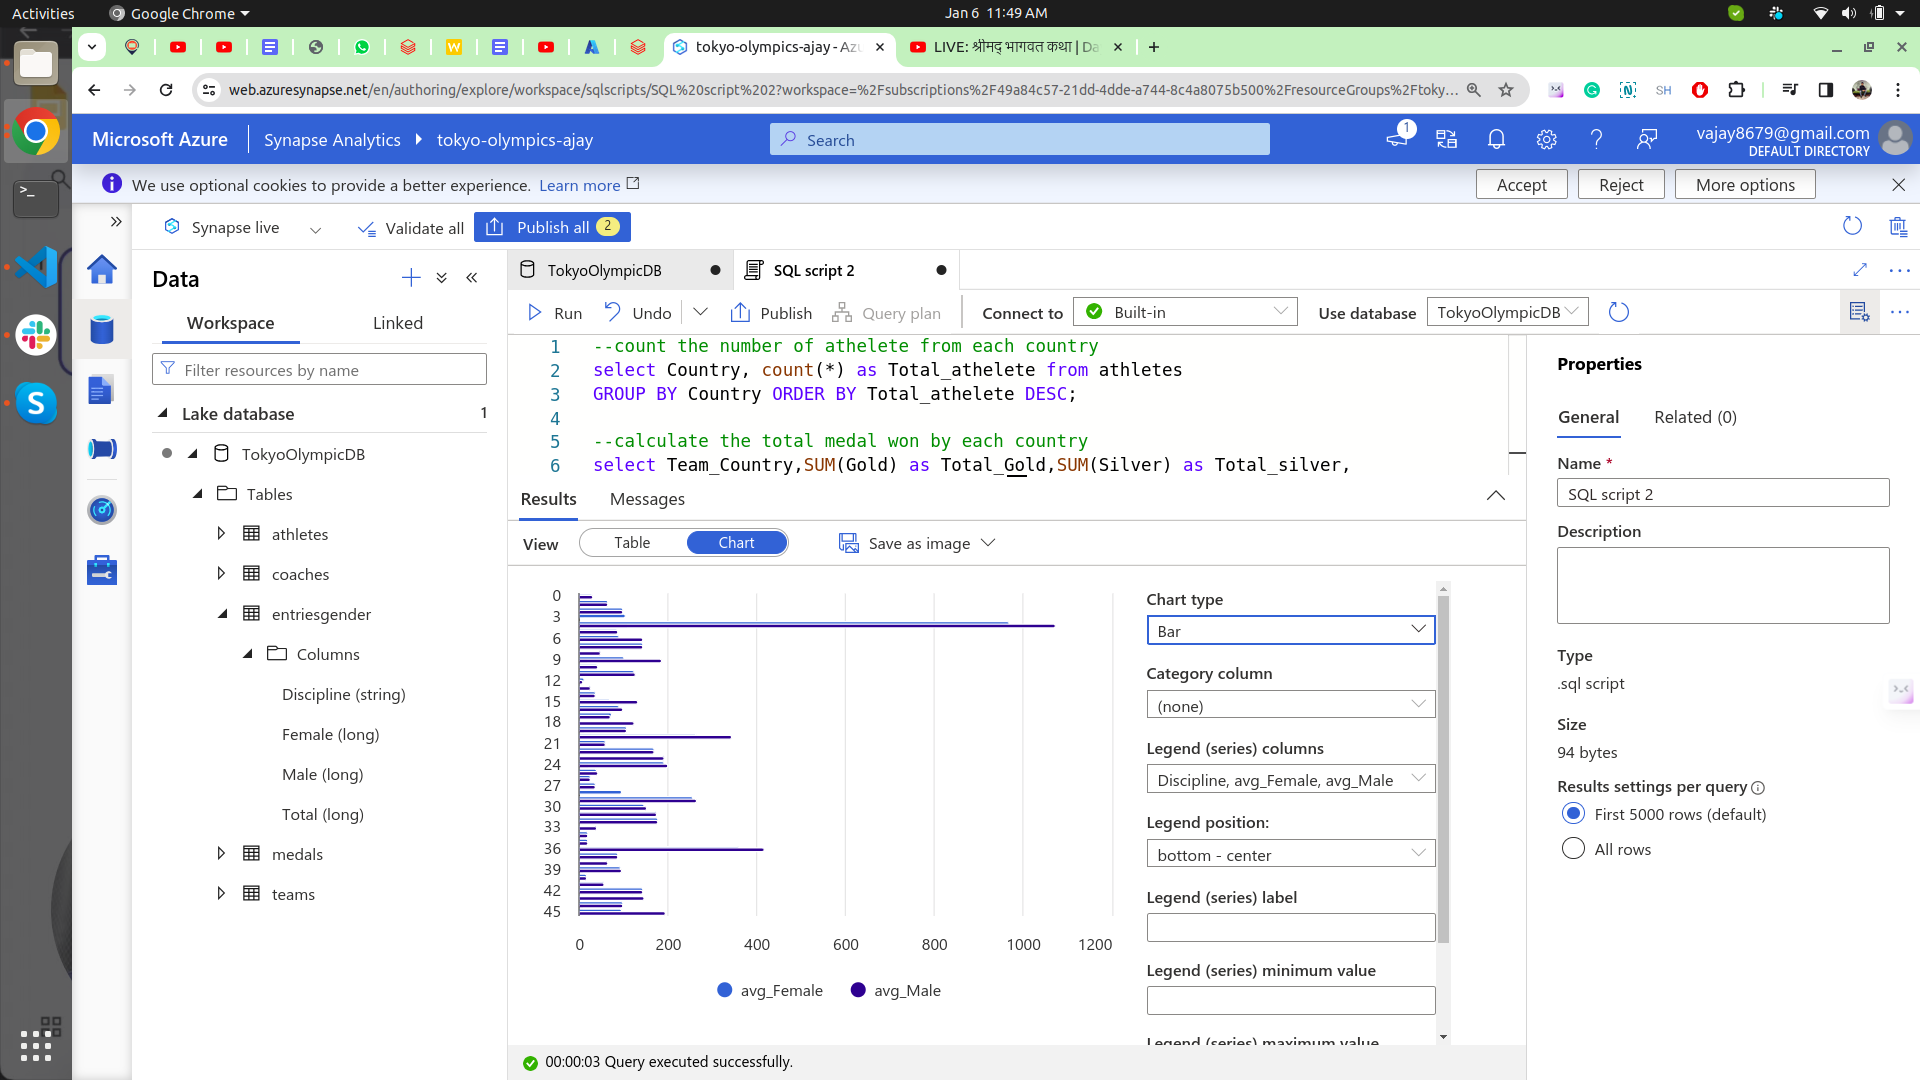 Activities
Google Chrome
Jan 6 11:49 AM
tokyo-olympics-ajay - Az
LIVE: श्रीमद् भागवत कथा | Da
web.azuresynapse.net/en/authoring/explore/workspace/sqlscripts/SQL%20script%202?workspace=%2Fsubscriptions%2F49a84c57-21dd-4dde-a744-8c4a8075b500%2FresourceGroups%2Ftoky...
SH
Microsoft Azure
Synapse Analytics
tokyo-olympics-ajay
Search
1
vajay8679@gmail.com
DEFAULT DIRECTORY
We use optional cookies to provide a better experience. Learn more
Accept
Reject
More options
Synapse live
Validate all
Publish all 2
Data
TokyoOlympicDB
SQL script 2
Workspace
Linked
Run
Undo
Publish
Query plan
Connect to
Built-in
Use database
TokyoOlympicDB
Filter resources by name
Lake database 1
TokyoOlympicDB
Tables
athletes
coaches
entriesgender
Columns
Discipline (string)
Female (long)
Male (long)
Total (long)
medals
teams
1 --count the number of athelete from each country
2 select Country, count(*) as Total_athelete from athletes
3 GROUP BY Country ORDER BY Total_athelete DESC;
4
5 --calculate the total medal won by each country
6 select Team_Country,SUM(Gold) as Total_Gold,SUM(Silver) as Total_silver,
Results
Messages
View
Table
Chart
Save as image
0
3
6
9
12
15
18
21
24
27
30
33
36
39
42
45
0 200 400 600 800 1000 1200
avg_Female avg_Male
Chart type
Bar
Category column
(none)
Legend (series) columns
Discipline, avg_Female, avg_Male
Legend position:
bottom - center
Legend (series) label
Legend (series) minimum value
Legend (series) maximum value
00:00:03 Query executed successfully.
Properties
General
Related (0)
Name *
SQL script 2
Description
Type
.sql script
Size
94 bytes
Results settings per query
First 5000 rows (default)
All rows